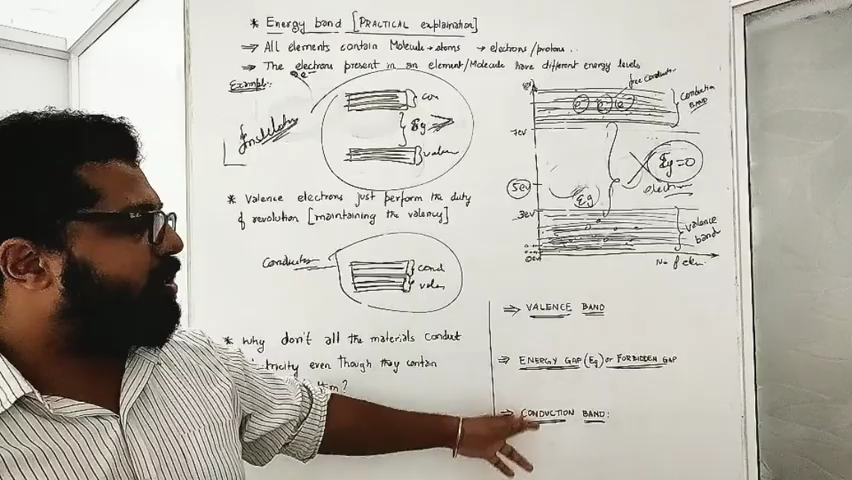 * Energy band [PRACTICAL explaination]
⇒ All elements contain Molecule → atoms → electrons/protons..
⇒ The electrons present in an element/Molecule have different energy levels
Example:
Insulator
con
Eg
valen
* Valence electrons just perform the duty
of revolution [maintaining the valency]
Conductor
cond
valen
* Why don't all the materials conduct
even though they contain
free conductor
e e e
conduction
BAND
7ev
Eg=0
5ev
Eg
electron
3ev
valence
band
0ev
No of elec.
⇒ VALENCE BAND
⇒ ENERGY GAP (Eg) or FORBIDDEN GAP
⇒ CONDUCTION BAND: